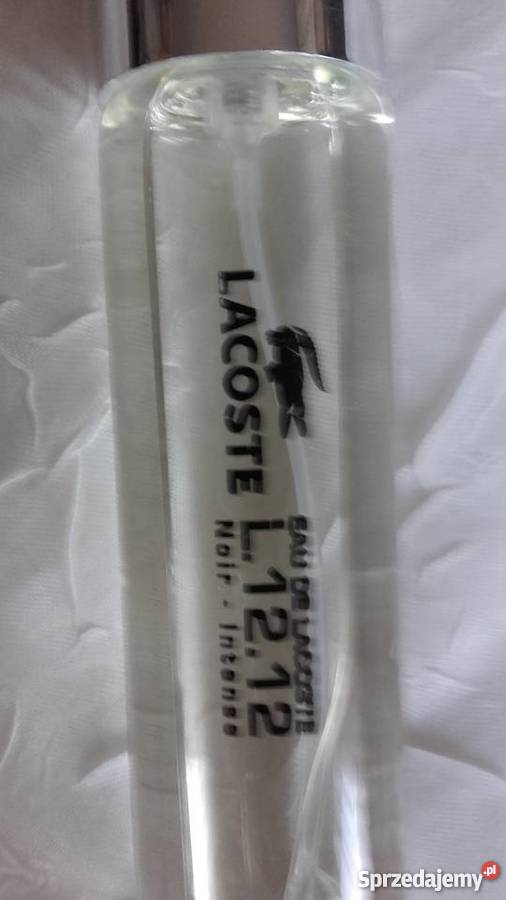 LACOSTE
EAU DE LACOSTE
L.12.12
Noir - Intense
Sprzedajemy.pl